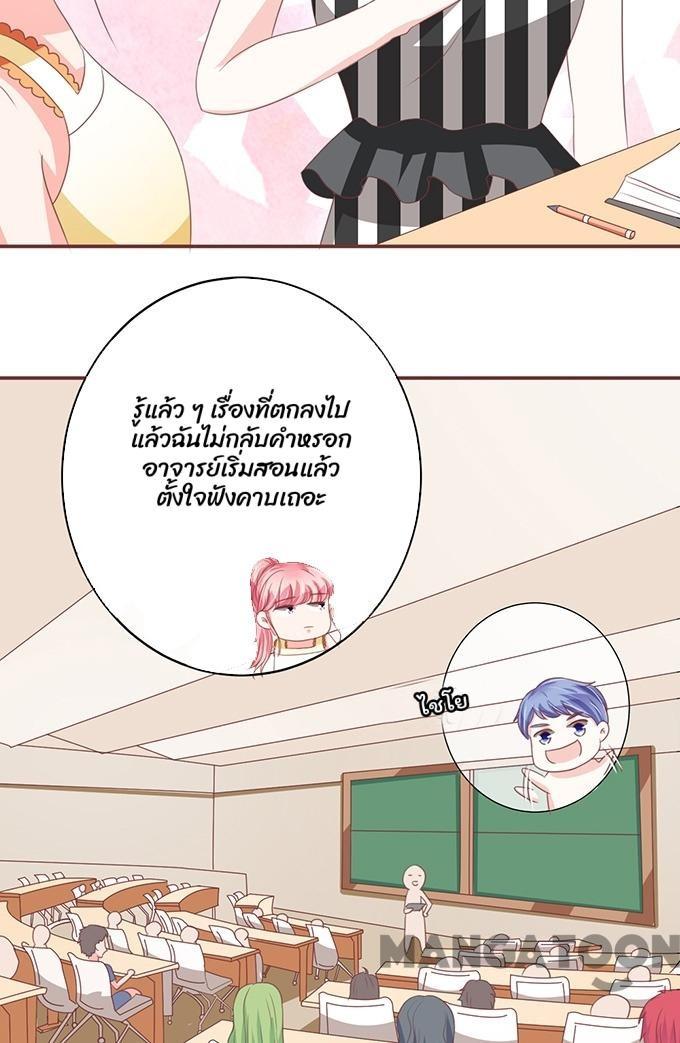 รู้แล้ว ๆ เรื่องที่ตกลงไป
แล้วฉันไม่กลับคำหรอก
อาจารย์เริ่มสอนแล้ว
ตั้งใจฟังคาบเถอะ
ไชโย
MANGATOON